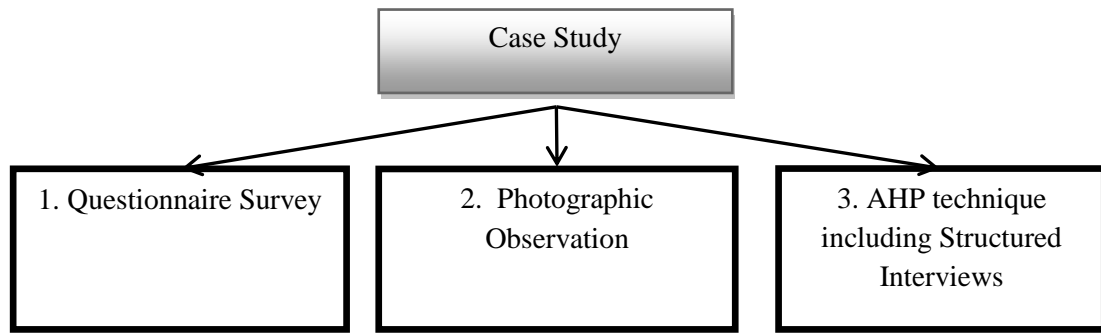 Case Study
1. Questionnaire Survey
2. Photographic
Observation
3. AHP technique
including Structured
Interviews